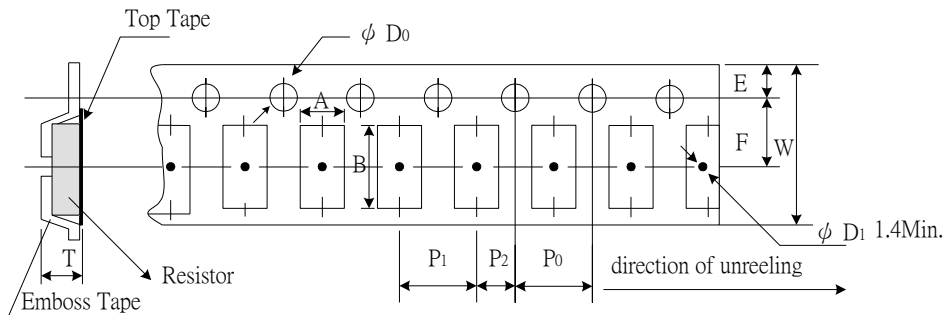 Top Tape
ϕ D0
A
E
F
W
B
ϕ D1 1.4Min.
T
P1
P2
P0
direction of unreeling
Resistor
Emboss Tape